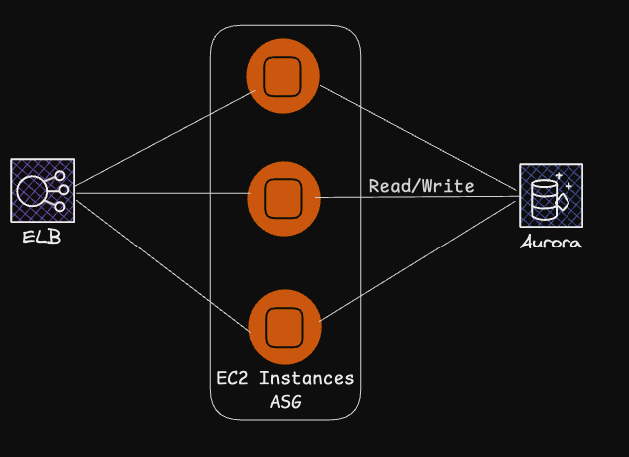 ELB
Read/Write
Aurora
EC2 Instances
ASG